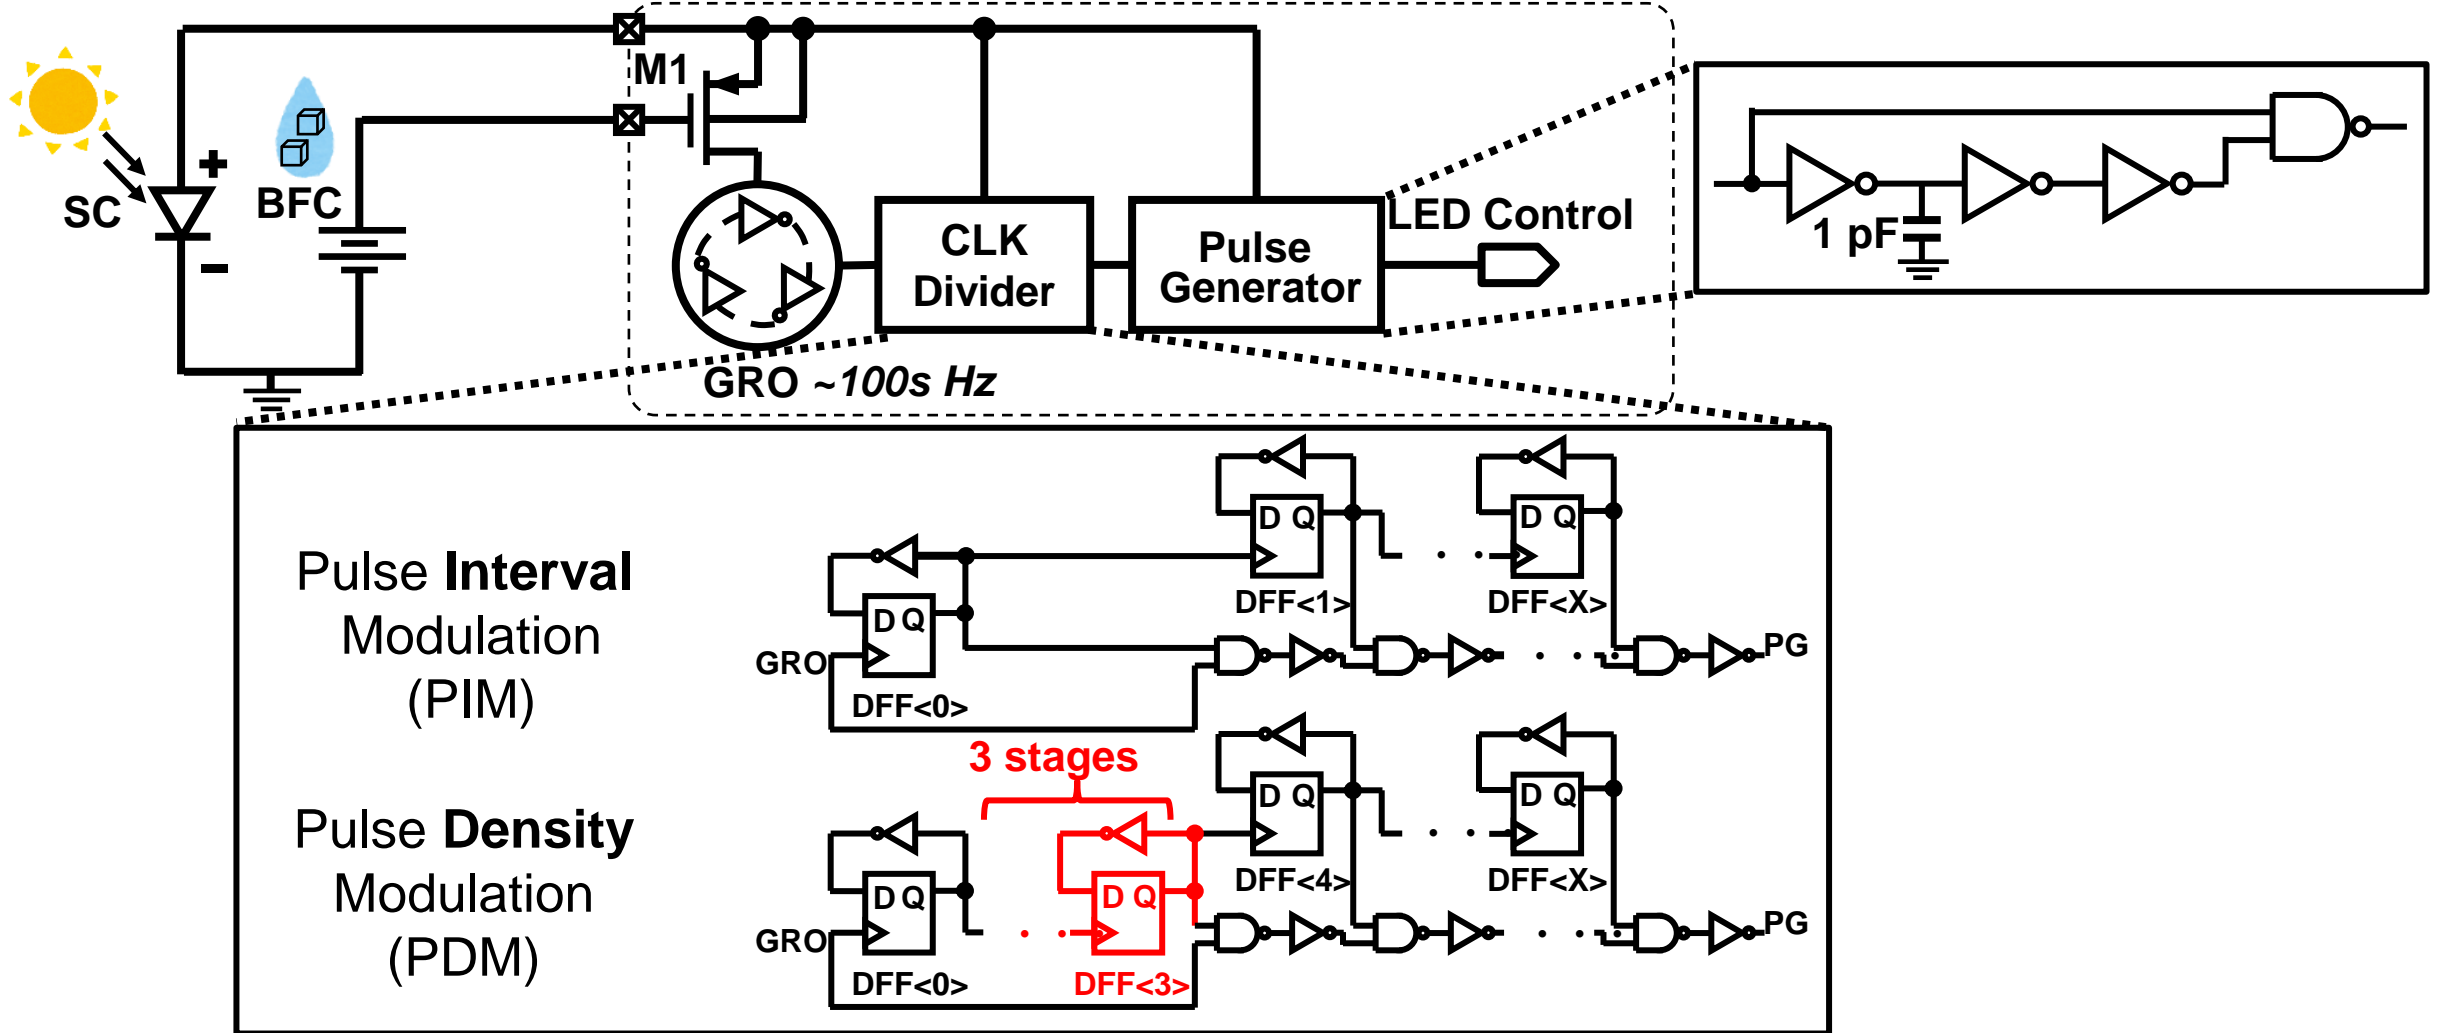 M1
SC
+
-
BFC
CLK
Divider
Pulse
Generator
LED Control
GRO ~100s Hz
1 pF
Pulse Interval
Modulation
(PIM)
GRO
D Q
DFF<0>
D Q
DFF<1>
D Q
DFF<X>
PG
Pulse Density
Modulation
(PDM)
3 stages
GRO
D Q
DFF<0>
D Q
DFF<3>
D Q
DFF<4>
D Q
DFF<X>
PG